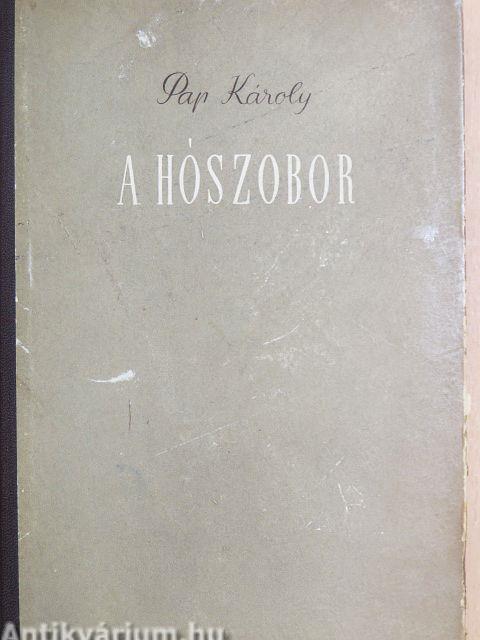 Pap Károly
A HÓSZOBOR
Antikvárium.hu